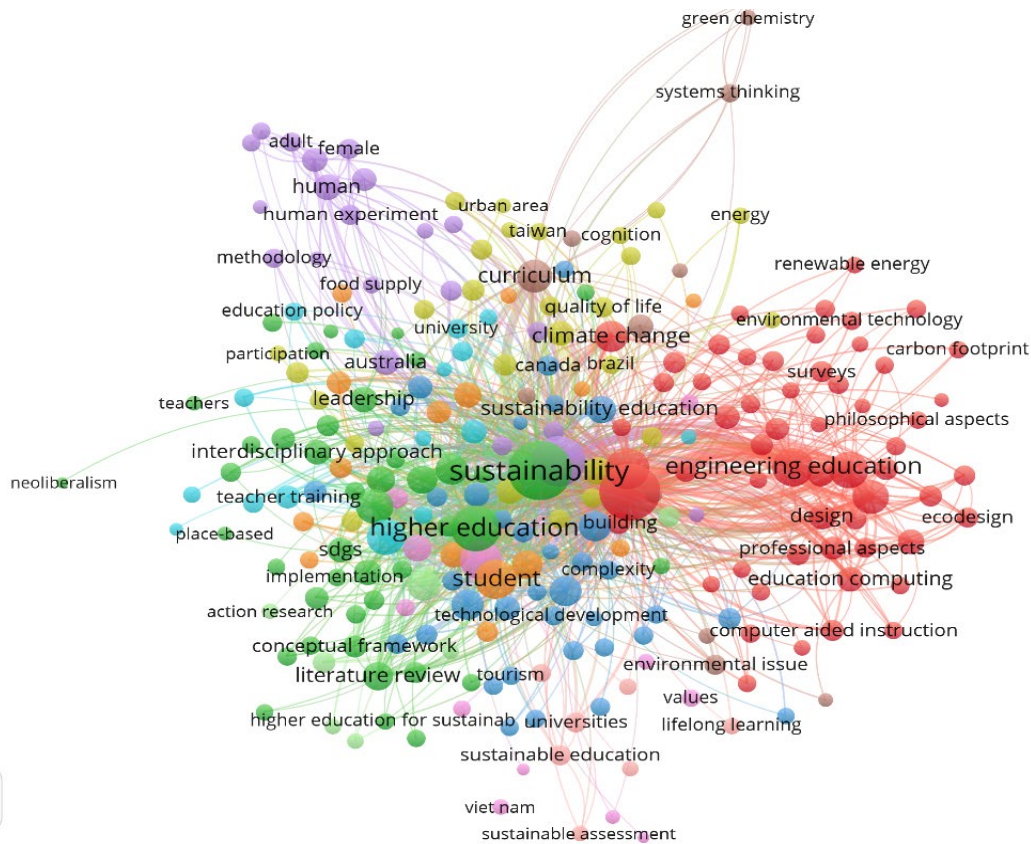 green chemistry
systems thinking
adult
female
human
urban area
human experiment
energy
taiwan
cognition
methodology
renewable energy
curriculum
food supply
quality of life
education policy
environmental technology
university
climate change
participation
carbon footprint
australia
canada
brazil
surveys
leadership
teachers
sustainability education
philosophical aspects
interdisciplinary approach
sustainability
engineering education
neoliberalism
teacher training
design
ecodesign
higher education
building
place-based
sdgs
professional aspects
complexity
implementation
student
education computing
action research
technological development
computer aided instruction
conceptual framework
environmental issue
literature review
tourism
values
higher education for sustainab
universities
lifelong learning
sustainable education
viet nam
sustainable assessment